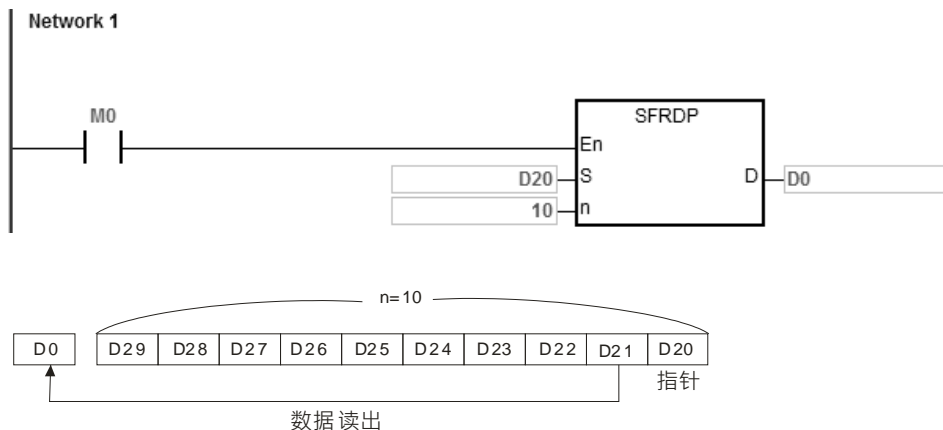 Network 1
M0
SFRDP
En
D20 S D D0
10 n
n=10
D0 D29 D28 D27 D26 D25 D24 D23 D22 D21 D20
指针
数据读出